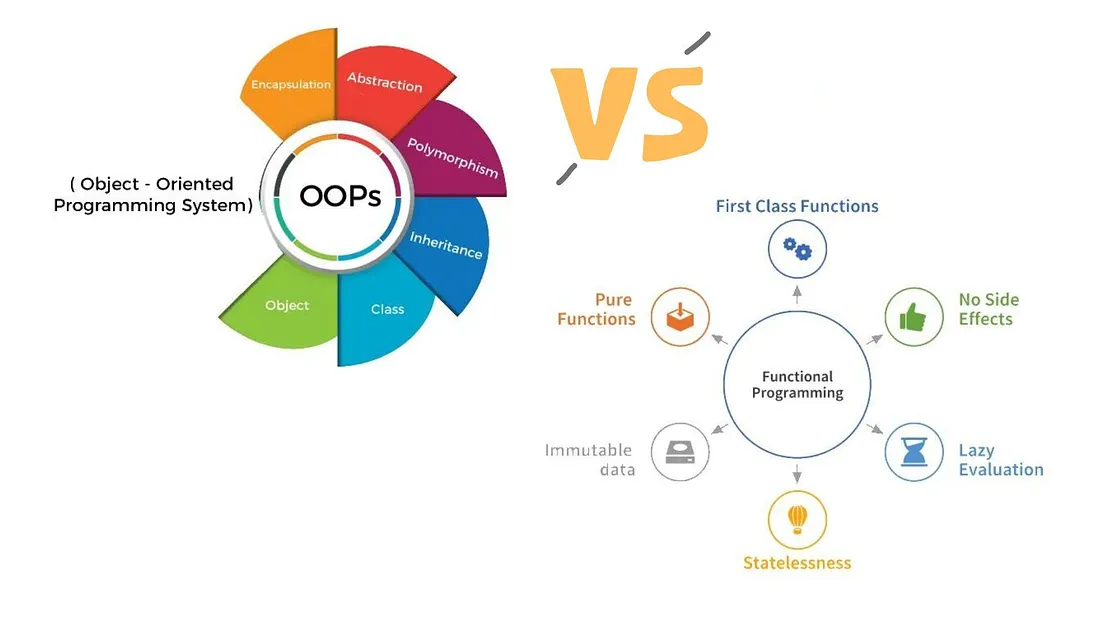 Encapsulation
Abstraction
Polymorphism
Inheritance
Class
Object
OOPs
( Object - Oriented
Programming System)
VS
First Class Functions
Pure
Functions
No Side
Effects
Functional
Programming
Immutable
data
Lazy
Evaluation
Statelessness